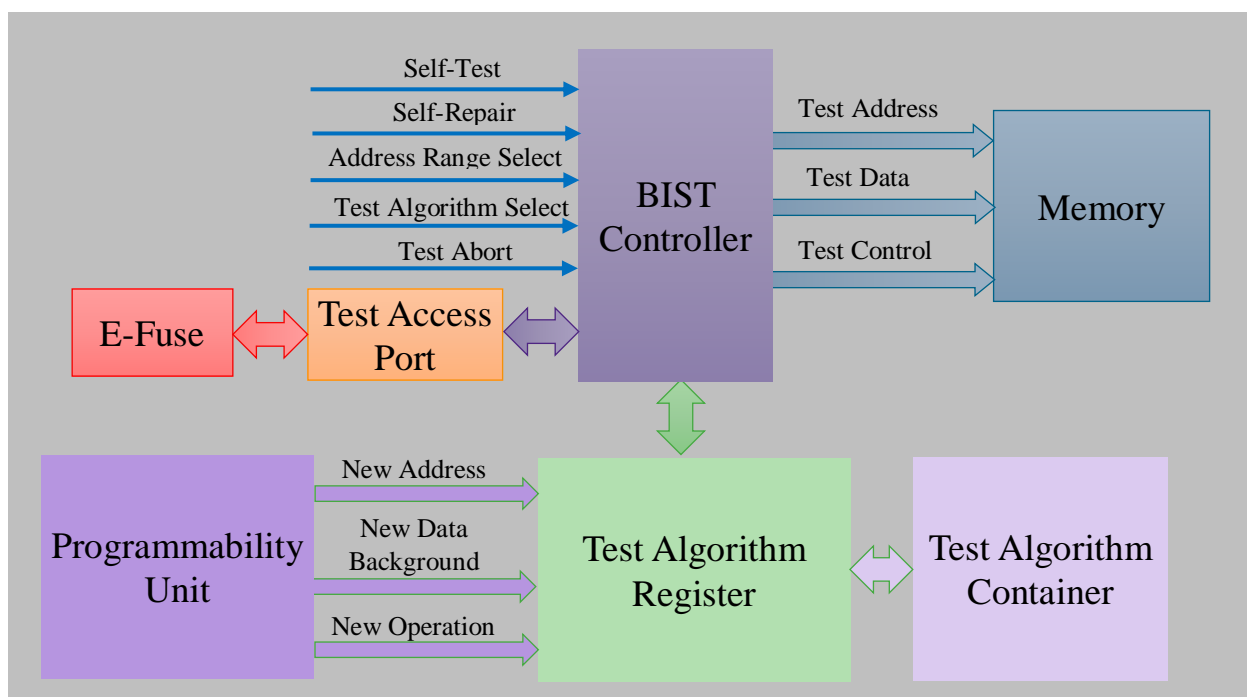 Self-Test
Self-Repair
Address Range Select
Test Algorithm Select
Test Abort
BIST
Controller
Test Address
Test Data
Test Control
Memory
E-Fuse
Test Access
Port
Programmability
Unit
New Address
New Data
Background
New Operation
Test Algorithm
Register
Test Algorithm
Container